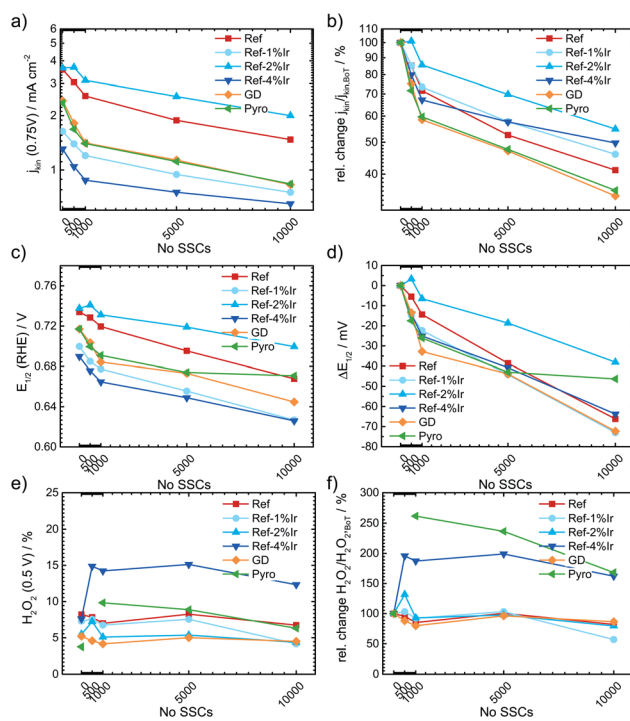 a)
j_kin (0.75V) / mA cm⁻²
6
5
4
3
2
1
0
500
1000
5000
10000
No SSCs
Ref
Ref-1%Ir
Ref-2%Ir
Ref-4%Ir
GD
Pyro
b)
rel. change j_kin/j_kin,BoT / %
100
90
80
70
60
50
40
0
500
1000
5000
10000
No SSCs
Ref
Ref-1%Ir
Ref-2%Ir
Ref-4%Ir
GD
Pyro
c)
E_1/2 (RHE) / V
0.76
0.72
0.68
0.64
0.60
0
500
1000
5000
10000
No SSCs
Ref
Ref-1%Ir
Ref-2%Ir
Ref-4%Ir
GD
Pyro
d)
ΔE_1/2 / mV
10
0
-10
-20
-30
-40
-50
-60
-70
-80
0
500
1000
5000
10000
No SSCs
Ref
Ref-1%Ir
Ref-2%Ir
Ref-4%Ir
GD
Pyro
e)
H₂O₂ (0.5 V) / %
25
20
15
10
5
0
0
500
1000
5000
10000
No SSCs
Ref
Ref-1%Ir
Ref-2%Ir
Ref-4%Ir
GD
Pyro
f)
rel. change H₂O₂/H₂O₂,BoT / %
300
250
200
150
100
50
0
0
500
1000
5000
10000
No SSCs
Ref
Ref-1%Ir
Ref-2%Ir
Ref-4%Ir
GD
Pyro